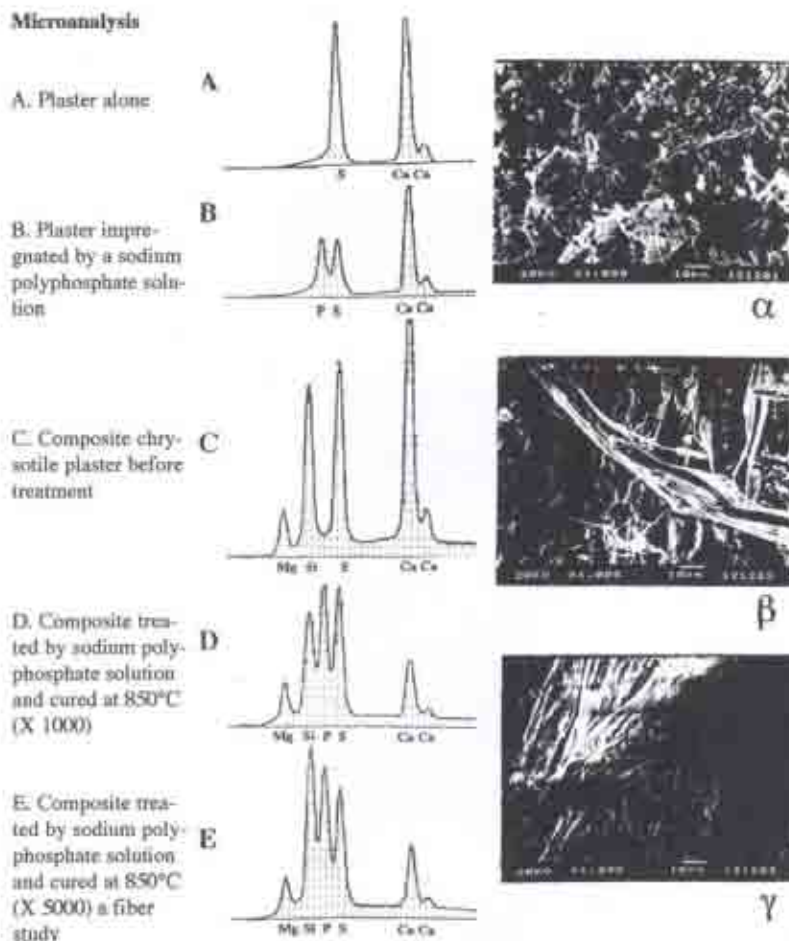 Microanalysis
A. Plaster alone
B. Plaster impre-
gnated by a sodium
polyphosphate solu-
tion
C. Composite chry-
sotile plaster before
treatment
D. Composite trea-
ted by sodium poly-
phosphate solution
and cured at 850°C
(X 1000)
E. Composite trea-
ted by sodium poly-
phosphate solution
and cured at 850°C
(X 5000) a fiber
study
A
S Ca Ca
B
P S Ca Ca
C
Mg Si S Ca Ca
D
Mg Si P S Ca Ca
E
Mg Si P S Ca Ca
α
β
γ